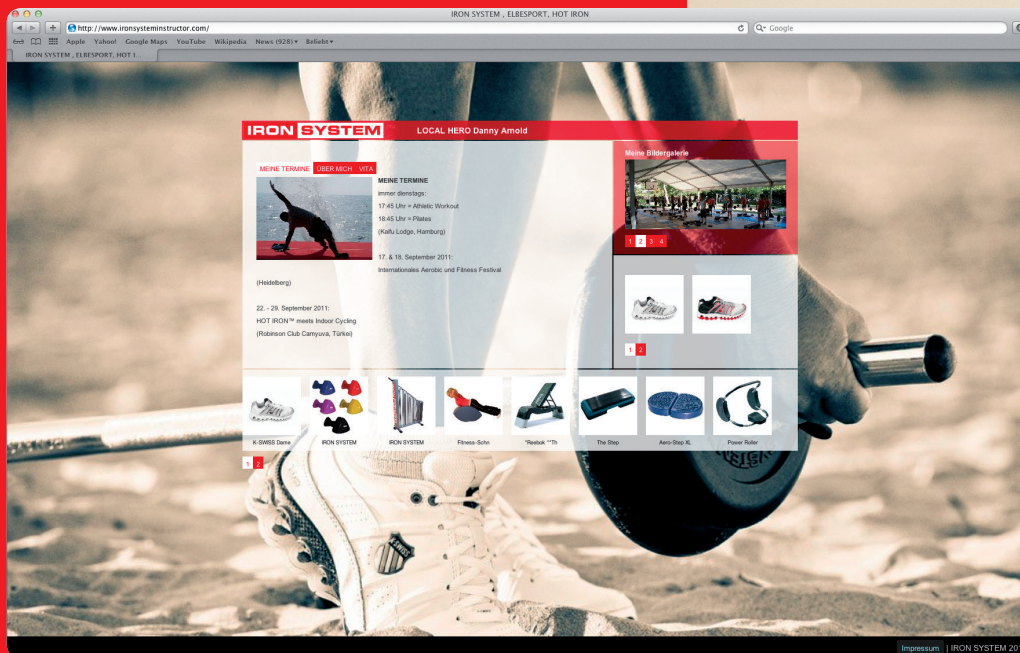 IRON SYSTEM , ELBESPORT, HOT IRON
http://www.ironsysteminstructor.com/
Google
Apple Yahoo! Google Maps YouTube Wikipedia News (928) Beliebt
IRON SYSTEM , ELBESPORT, HOT I...
IRON SYSTEM LOCAL HERO Danny Arnold
MEINE TERMINE ÜBER MICH VITA
MEINE TERMINE
immer dienstags:
17:45 Uhr = Athletic Workout
18:45 Uhr = Pilates
(Kaifu Lodge, Hamburg)
17. & 18. September 2011:
Internationales Aerobic und Fitness Festival
(Heidelberg)
22. - 29. September 2011:
HOT IRON™ meets Indoor Cycling
(Robinson Club Camyuva, Türkei)
Meine Bildergalerie
1 2 3 4
1 2
K-SWISS Dame IRON SYSTEM IRON SYSTEM Fitness-Schn "Reebok ""Th The Step Aero-Step XL Power Roller
1 2
K·SWISS
Impressum | IRON SYSTEM 201